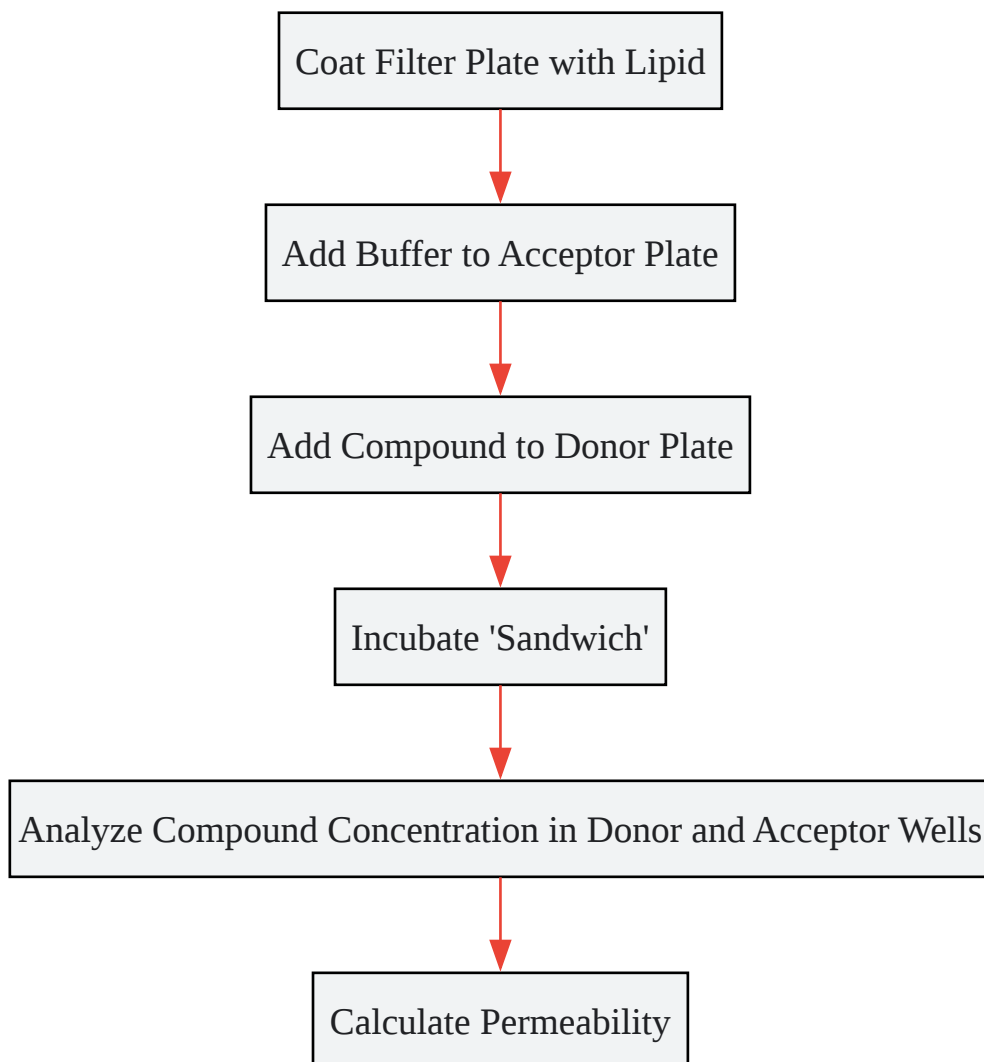 Coat Filter Plate with Lipid
Add Buffer to Acceptor Plate
Add Compound to Donor Plate
Incubate 'Sandwich'
Analyze Compound Concentration in Donor and Acceptor Wells
Calculate Permeability